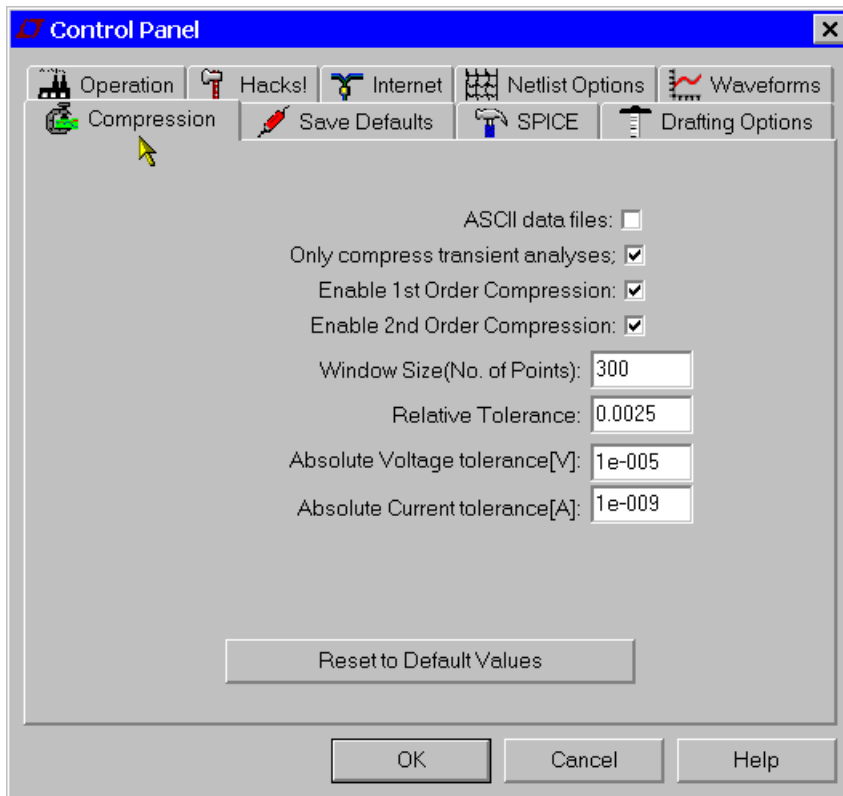 Control Panel
Operation
Hacks!
Internet
Netlist Options
Waveforms
Compression
Save Defaults
SPICE
Drafting Options
ASCII data files:
Only compress transient analyses;
Enable 1st Order Compression:
Enable 2nd Order Compression:
Window Size(No. of Points): 300
Relative Tolerance: 0.0025
Absolute Voltage tolerance[V]: 1e-005
Absolute Current tolerance[A]: 1e-009
Reset to Default Values
OK
Cancel
Help